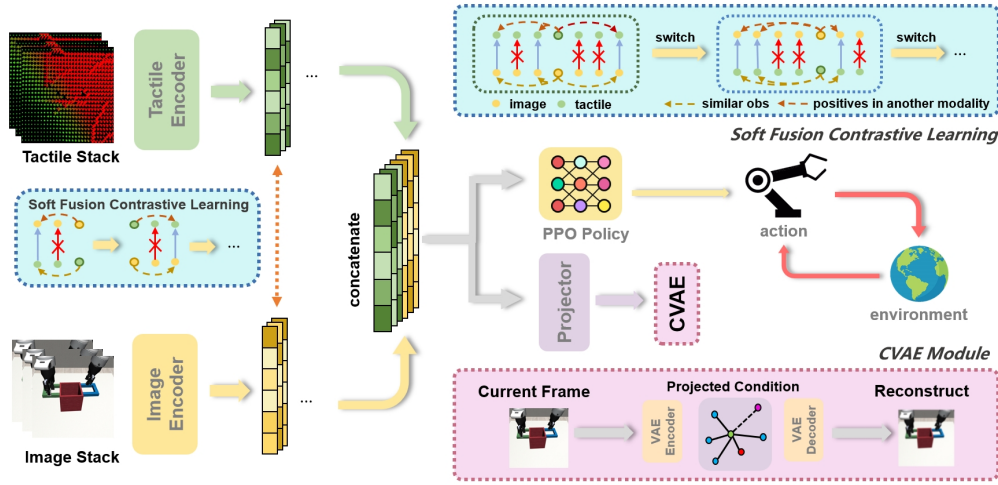 Tactile Stack
Tactile
Encoder
...
Soft Fusion Contrastive Learning
...
Image Stack
Image
Encoder
...
concatenate
switch
switch
...
image
tactile
similar obs
positives in another modality
Soft Fusion Contrastive Learning
PPO Policy
action
environment
Projector
CVAE
CVAE Module
Current Frame
Projected Condition
Reconstruct
VAE
Encoder
VAE
Decoder